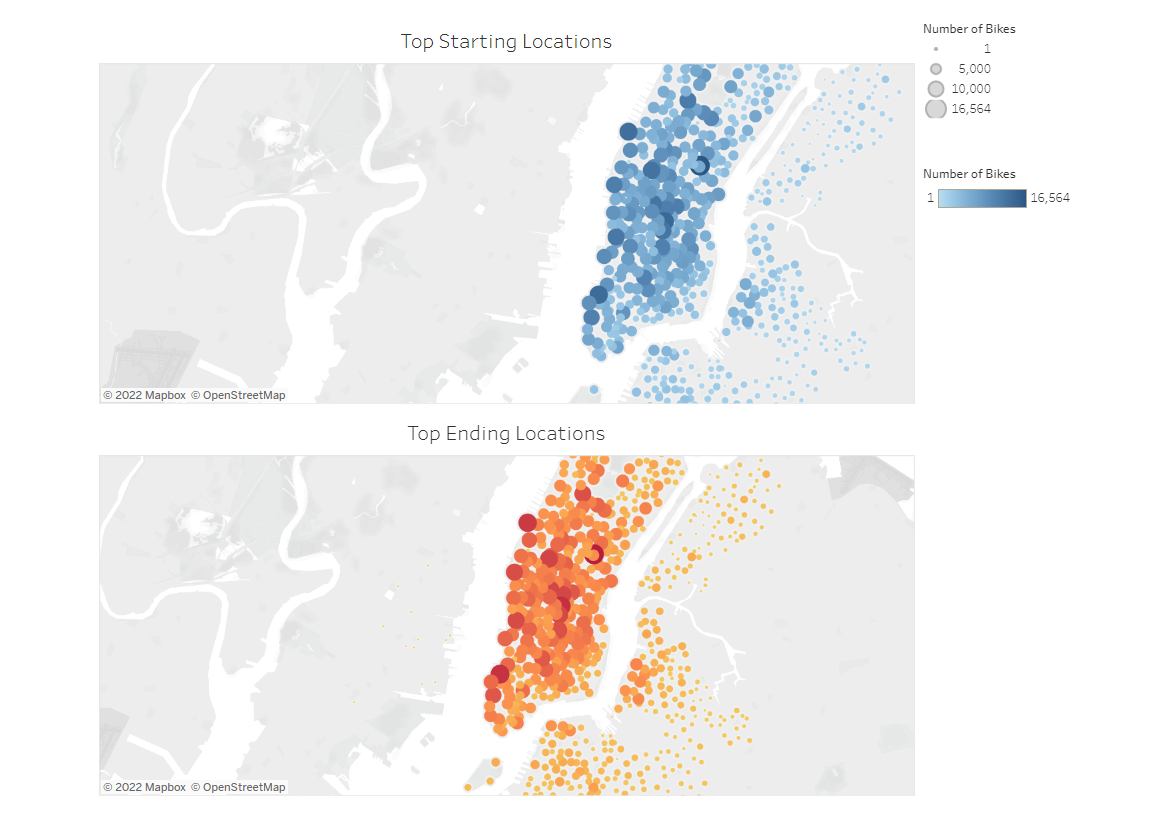 Top Starting Locations
© 2022 Mapbox © OpenStreetMap
Top Ending Locations
© 2022 Mapbox © OpenStreetMap
Number of Bikes
1
5,000
10,000
16,564
Number of Bikes
1 16,564